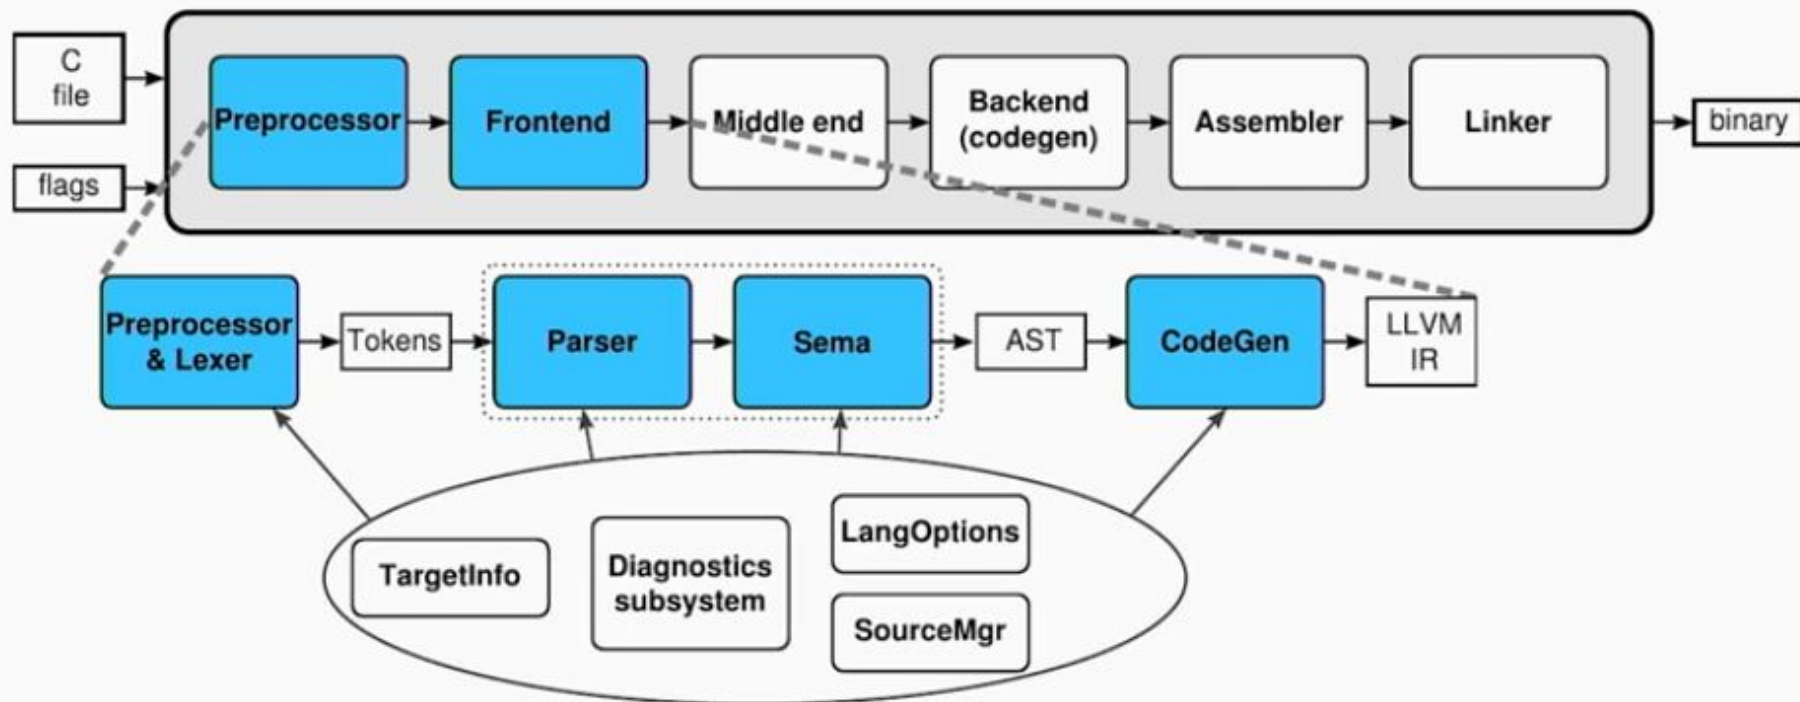 C
file
flags
Preprocessor
Frontend
Middle end
Backend
(codegen)
Assembler
Linker
binary
Preprocessor
& Lexer
Tokens
Parser
Sema
AST
CodeGen
LLVM
IR
TargetInfo
Diagnostics
subsystem
LangOptions
SourceMgr